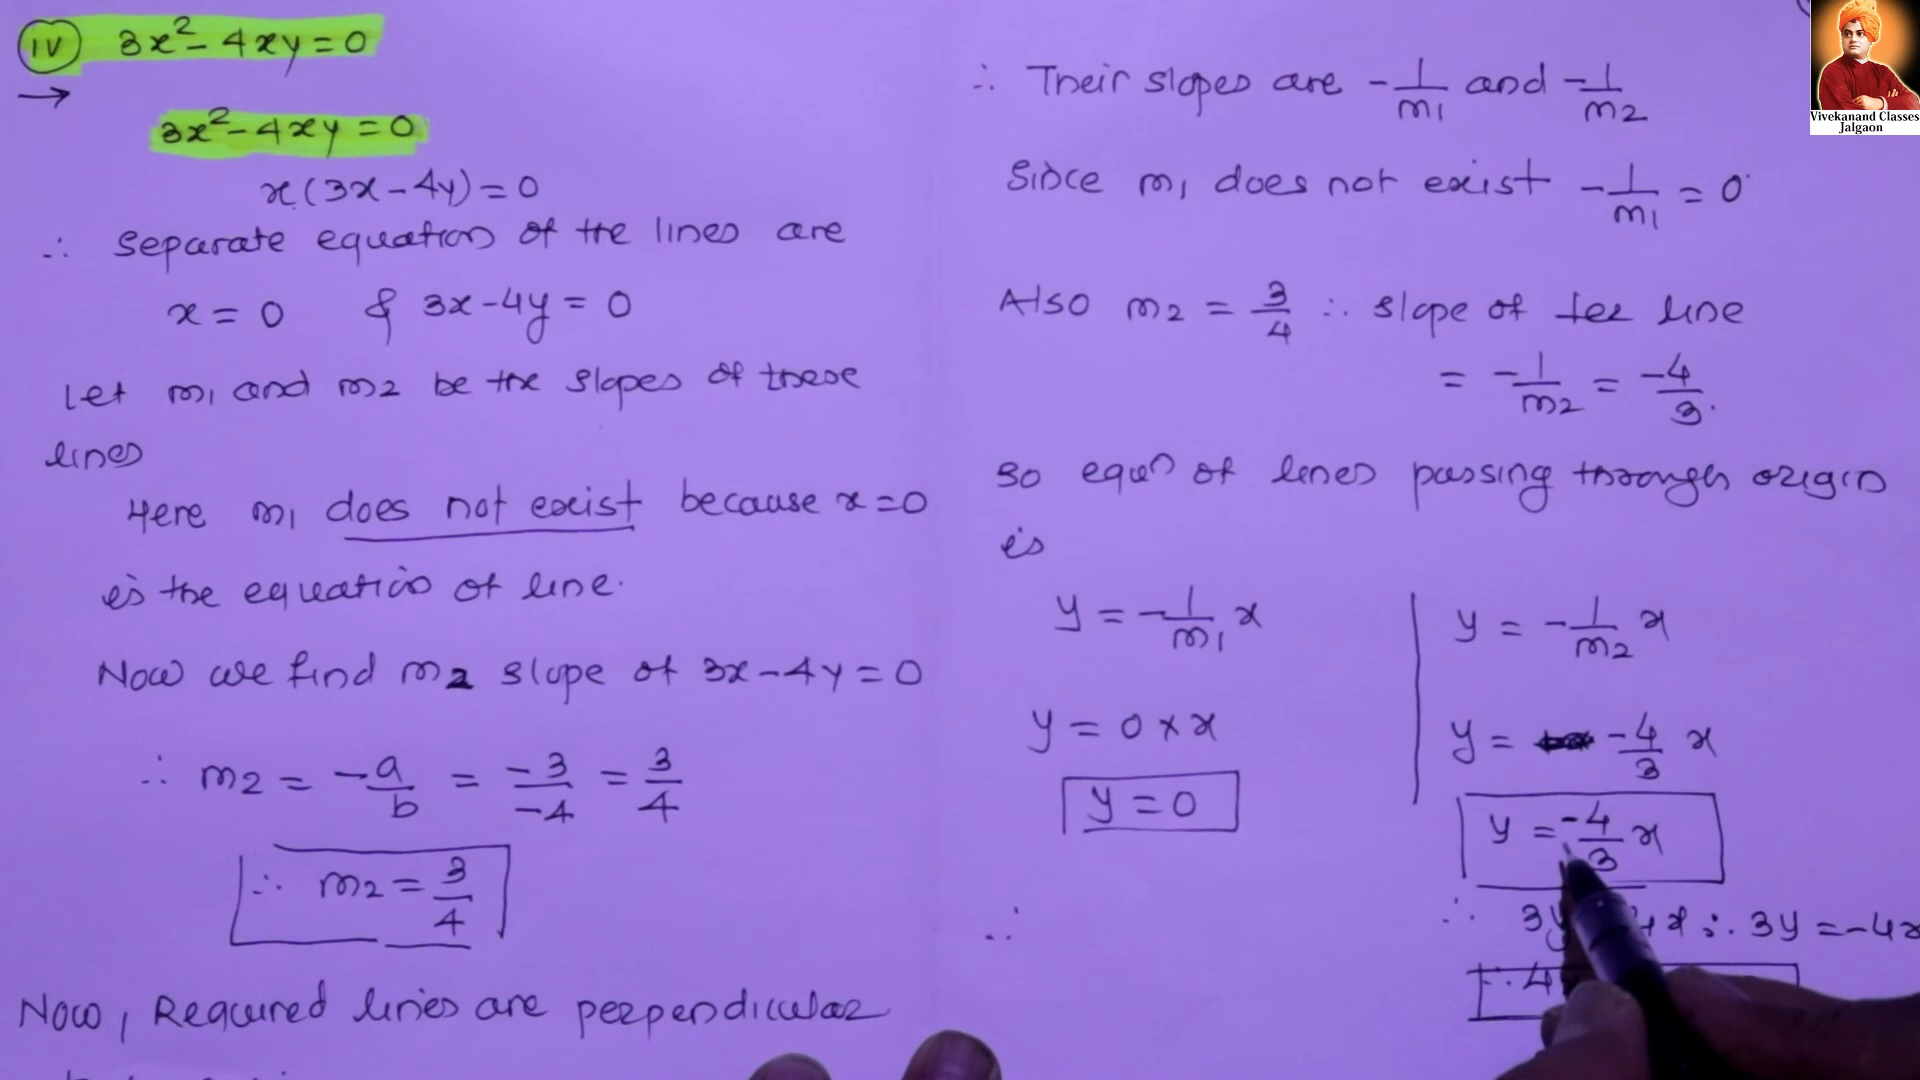 iv 3x² - 4xy = 0
→
3x² - 4xy = 0
x(3x - 4y) = 0
∴ Separate equation of the lines are
x = 0 & 3x - 4y = 0
Let m₁ and m₂ be the slopes of these
lines
Here m₁ does not exist because x = 0
is the equation of line.
Now we find m₂ slope of 3x - 4y = 0
∴ m₂ = -a/b = -3/-4 = 3/4
∴ m₂ = 3/4
Now, Required lines are perpendicular
∴ Their slopes are -1/m₁ and -1/m₂
Since m₁ does not exist -1/m₁ = 0
Also m₂ = 3/4 ∴ slope of line
= -1/m₂ = -4/3.
So equn of lines passing through origin
is
y = -1/m₁ x
y = 0 × x
y = 0
∴
y = -1/m₂ x
y = -4/3 x
y = -4/3 x
∴ 3y x ∴ 3y = -4x
∴ 4
Vivekanand Classes
Jalgaon